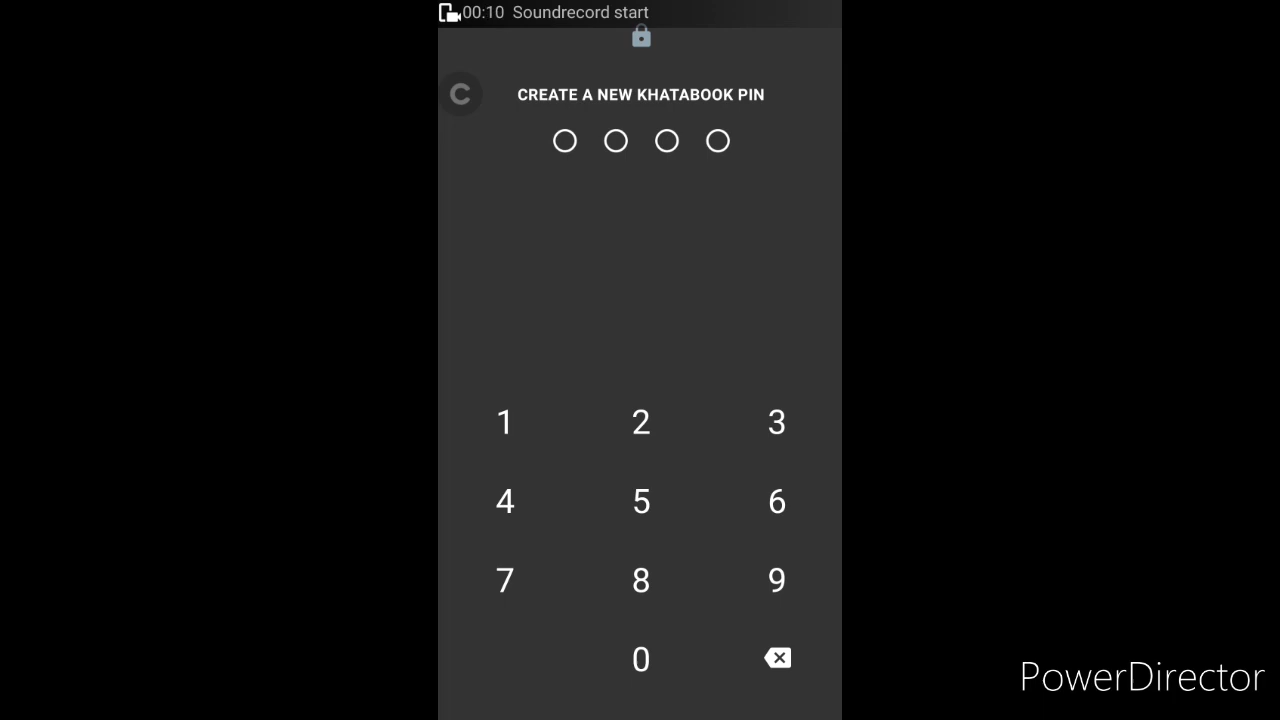 00:10 Soundrecord start
C
CREATE A NEW KHATABOOK PIN
1 2 3
4 5 6
7 8 9
0
PowerDirector